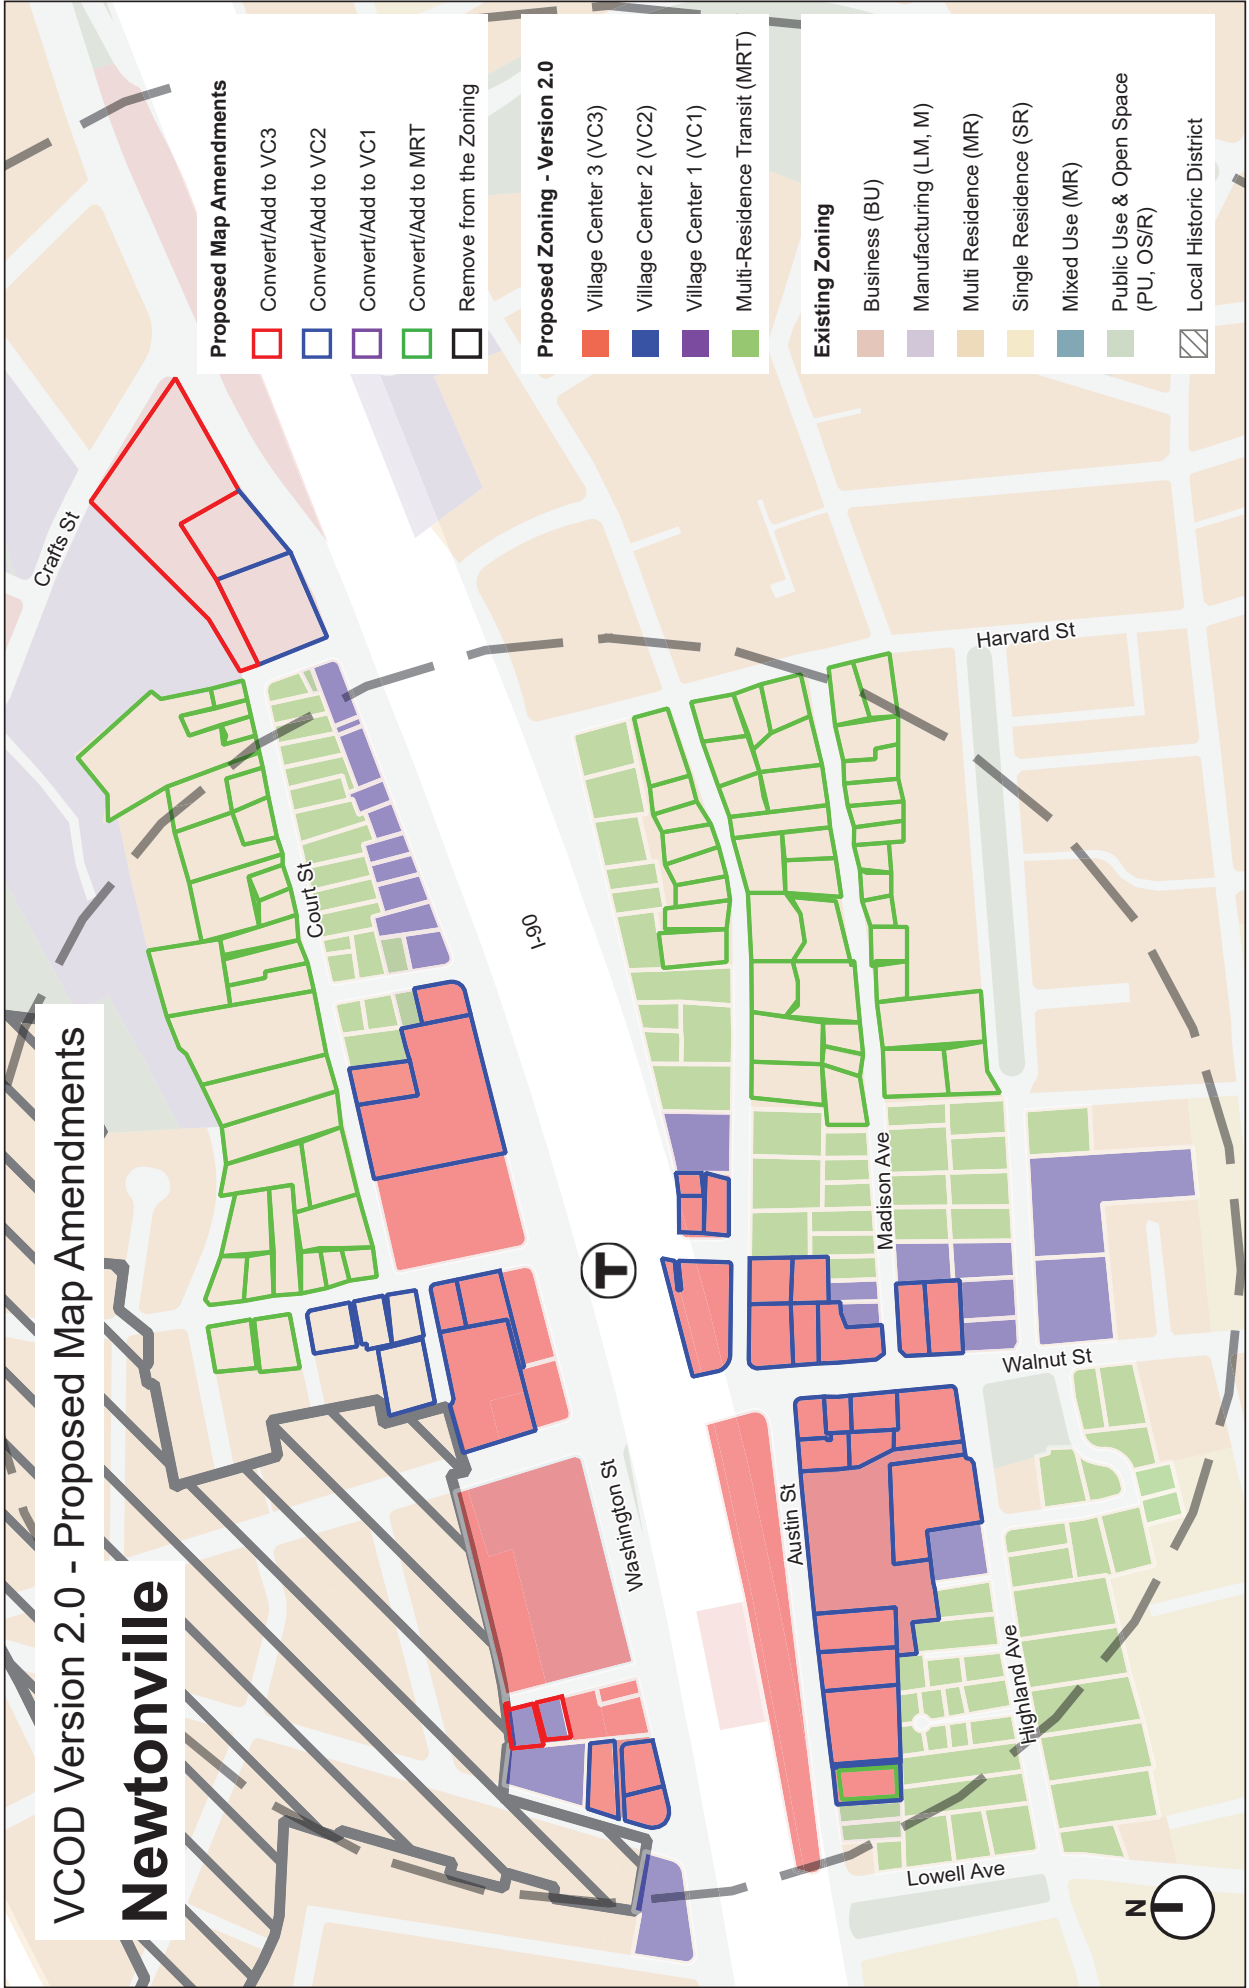 VCOD Version 2.0 - Proposed Map Amendments
Newtonville
Crafts St
Court St
I-90
Harvard St
T
Madison Ave
Walnut St
Washington St
Austin St
Highland Ave
Lowell Ave
N
Proposed Map Amendments
Convert/Add to VC3
Convert/Add to VC2
Convert/Add to VC1
Convert/Add to MRT
Remove from the Zoning
Proposed Zoning - Version 2.0
Village Center 3 (VC3)
Village Center 2 (VC2)
Village Center 1 (VC1)
Multi-Residence Transit (MRT)
Existing Zoning
Business (BU)
Manufacturing (LM, M)
Multi Residence (MR)
Single Residence (SR)
Mixed Use (MR)
Public Use & Open Space
(PU, OS/R)
Local Historic District